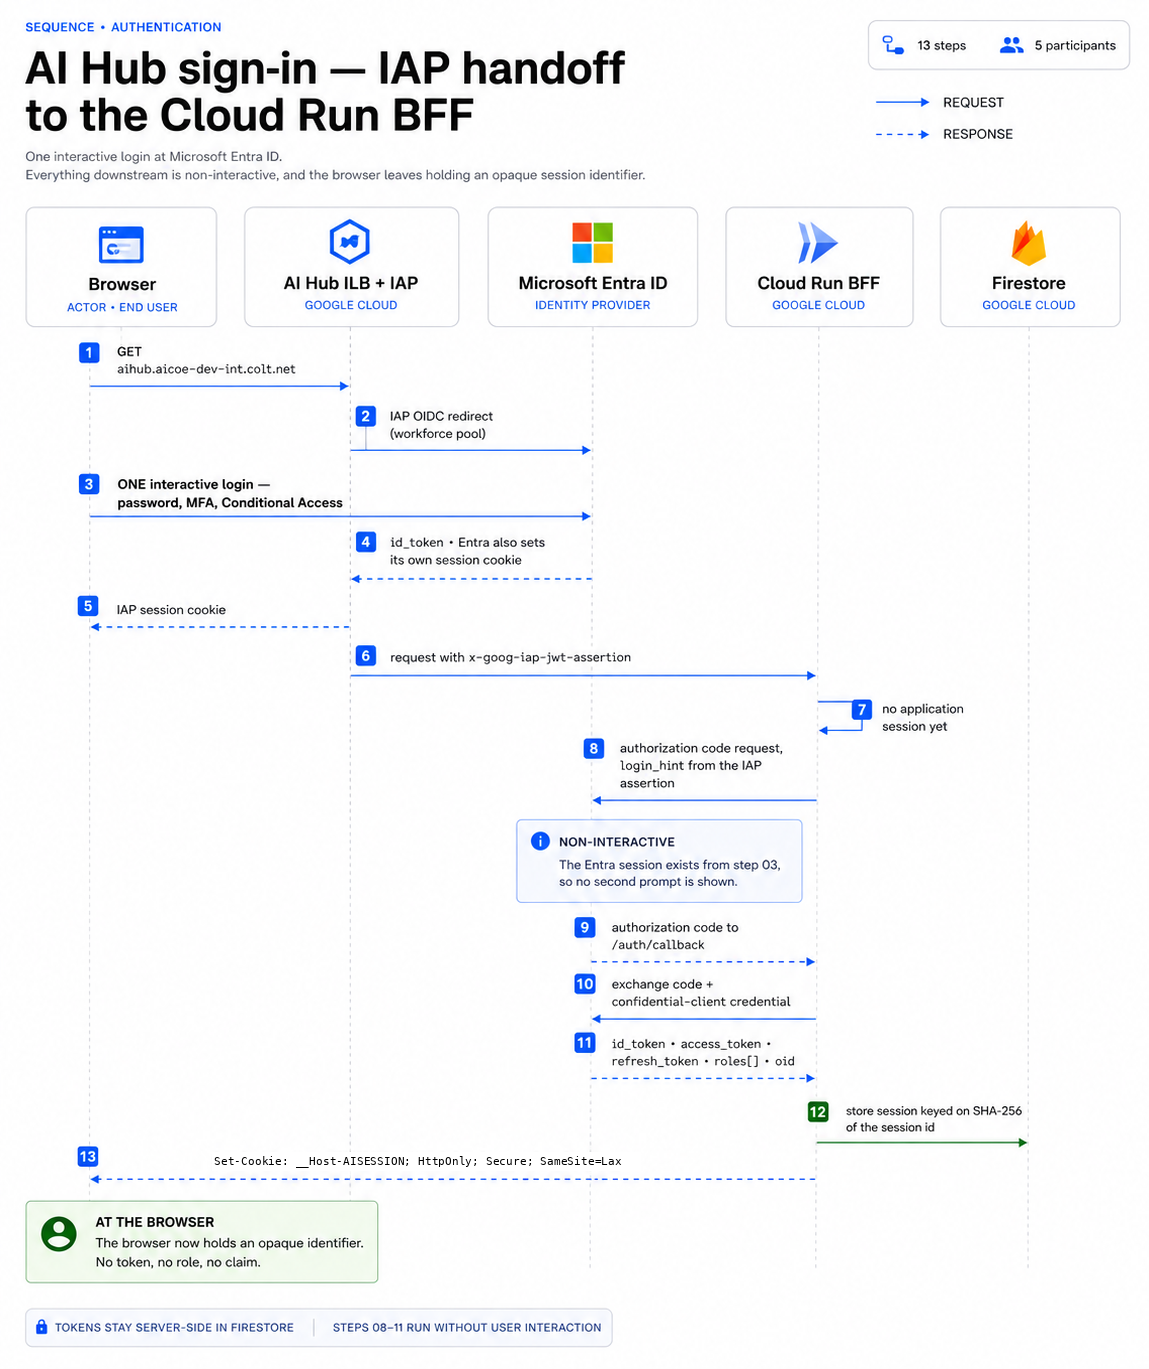 SEQUENCE • AUTHENTICATION
AI Hub sign-in — IAP handoff
to the Cloud Run BFF
One interactive login at Microsoft Entra ID.
Everything downstream is non-interactive, and the browser leaves holding an opaque session identifier.
13 steps
5 participants
REQUEST
RESPONSE
Browser
ACTOR • END USER
AI Hub ILB + IAP
GOOGLE CLOUD
Microsoft Entra ID
IDENTITY PROVIDER
Cloud Run BFF
GOOGLE CLOUD
Firestore
GOOGLE CLOUD
1
GET
aihub.aicoe-dev-int.colt.net
2
IAP OIDC redirect
(workforce pool)
3
ONE interactive login —
password, MFA, Conditional Access
4
id_token • Entra also sets
its own session cookie
5
IAP session cookie
6
request with x-goog-iap-jwt-assertion
7
no application
session yet
8
authorization code request,
login_hint from the IAP
assertion
NON-INTERACTIVE
The Entra session exists from step 03,
so no second prompt is shown.
9
authorization code to
/auth/callback
10
exchange code +
confidential-client credential
11
id_token • access_token •
refresh_token • roles[] • oid
12
store session keyed on SHA-256
of the session id
13
Set-Cookie: __Host-AISESSION; HttpOnly; Secure; SameSite=Lax
AT THE BROWSER
The browser now holds an opaque identifier.
No token, no role, no claim.
TOKENS STAY SERVER-SIDE IN FIRESTORE
STEPS 08–11 RUN WITHOUT USER INTERACTION